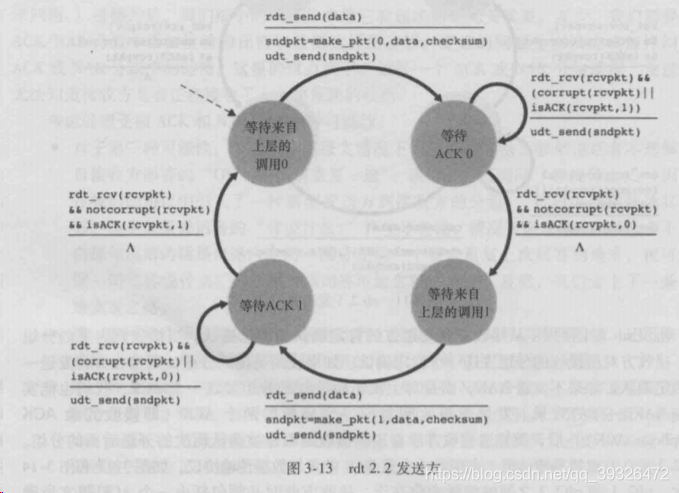 rdt_send(data)
sndpkt=make_pkt(0,data,checksum)
udt_send(sndpkt)
rdt_rcv(rcvpkt)&&
(corrupt(rcvpkt)||
isACK(rcvpkt,1))
udt_send(sndpkt)
等待来自
上层的
调用0
等待
ACK 0
rdt_rcv(rcvpkt)
&& notcorrupt(rcvpkt)
&& isACK(rcvpkt,1)
Λ
rdt_rcv(rcvpkt)
&& notcorrupt(rcvpkt)
&& isACK(rcvpkt,0)
Λ
等待ACK 1
等待来自
上层的调用1
rdt_rcv(rcvpkt)&&
(corrupt(rcvpkt)||
isACK(rcvpkt,0))
udt_send(sndpkt)
rdt_send(data)
sndpkt=make_pkt(1,data,checksum)
udt_send(sndpkt)
图 3-13 rdt 2.2 发送方
https://blog.csdn.net/qq_39326472